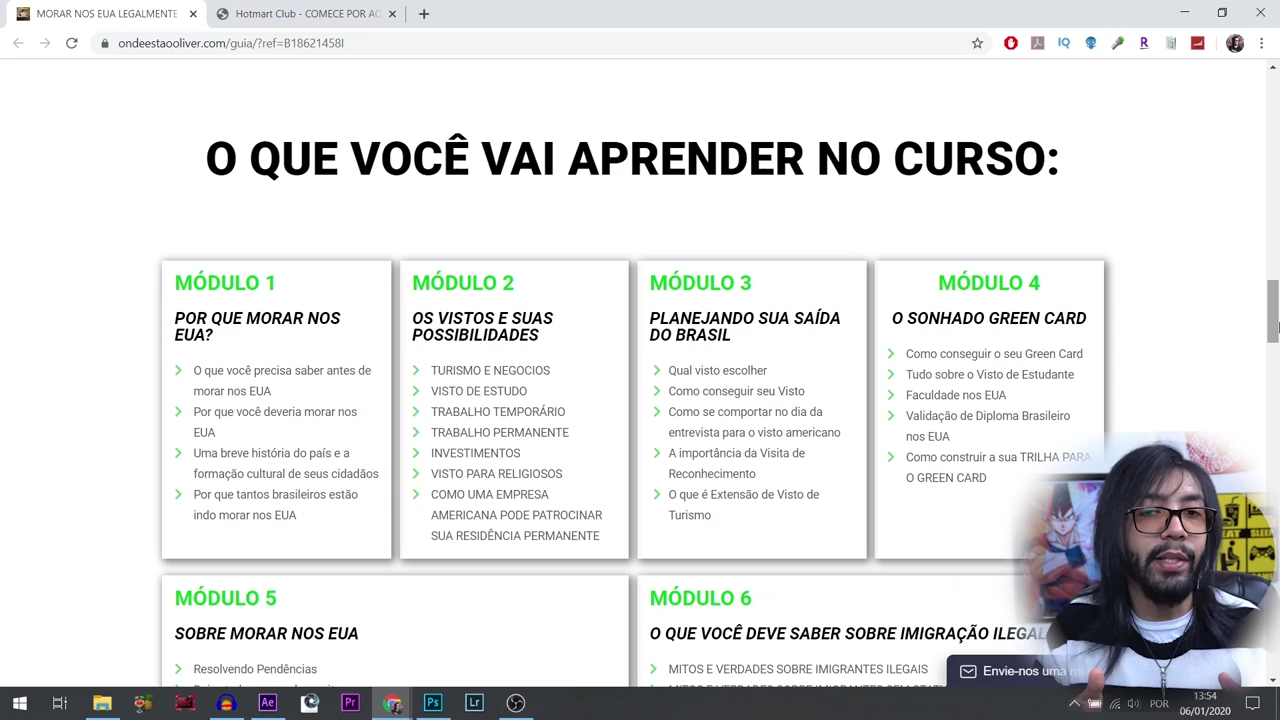 MORAR NOS EUA LEGALMENTE
Hotmart Club - COMECE POR AQ
ondeestaooliver.com/guia/?ref=B18621458I
O QUE VOCÊ VAI APRENDER NO CURSO:
MÓDULO 1
POR QUE MORAR NOS
EUA?
O que você precisa saber antes de
morar nos EUA
Por que você deveria morar nos
EUA
Uma breve história do país e a
formação cultural de seus cidadãos
Por que tantos brasileiros estão
indo morar nos EUA
MÓDULO 2
OS VISTOS E SUAS
POSSIBILIDADES
TURISMO E NEGOCIOS
VISTO DE ESTUDO
TRABALHO TEMPORÁRIO
TRABALHO PERMANENTE
INVESTIMENTOS
VISTO PARA RELIGIOSOS
COMO UMA EMPRESA
AMERICANA PODE PATROCINAR
SUA RESIDÊNCIA PERMANENTE
MÓDULO 3
PLANEJANDO SUA SAÍDA
DO BRASIL
Qual visto escolher
Como conseguir seu Visto
Como se comportar no dia da
entrevista para o visto americano
A importância da Visita de
Reconhecimento
O que é Extensão de Visto de
Turismo
MÓDULO 4
O SONHADO GREEN CARD
Como conseguir o seu Green Card
Tudo sobre o Visto de Estudante
Faculdade nos EUA
Validação de Diploma Brasileiro
nos EUA
Como construir a sua TRILHA PARA
O GREEN CARD
MÓDULO 5
SOBRE MORAR NOS EUA
Resolvendo Pendências
MÓDULO 6
O QUE VOCÊ DEVE SABER SOBRE IMIGRAÇÃO ILEGAL
MITOS E VERDADES SOBRE IMIGRANTES ILEGAIS
Envie-nos uma
EAT
IQ
R
Ae
Pr
Ps
Lr
POR
13:54
06/01/2020